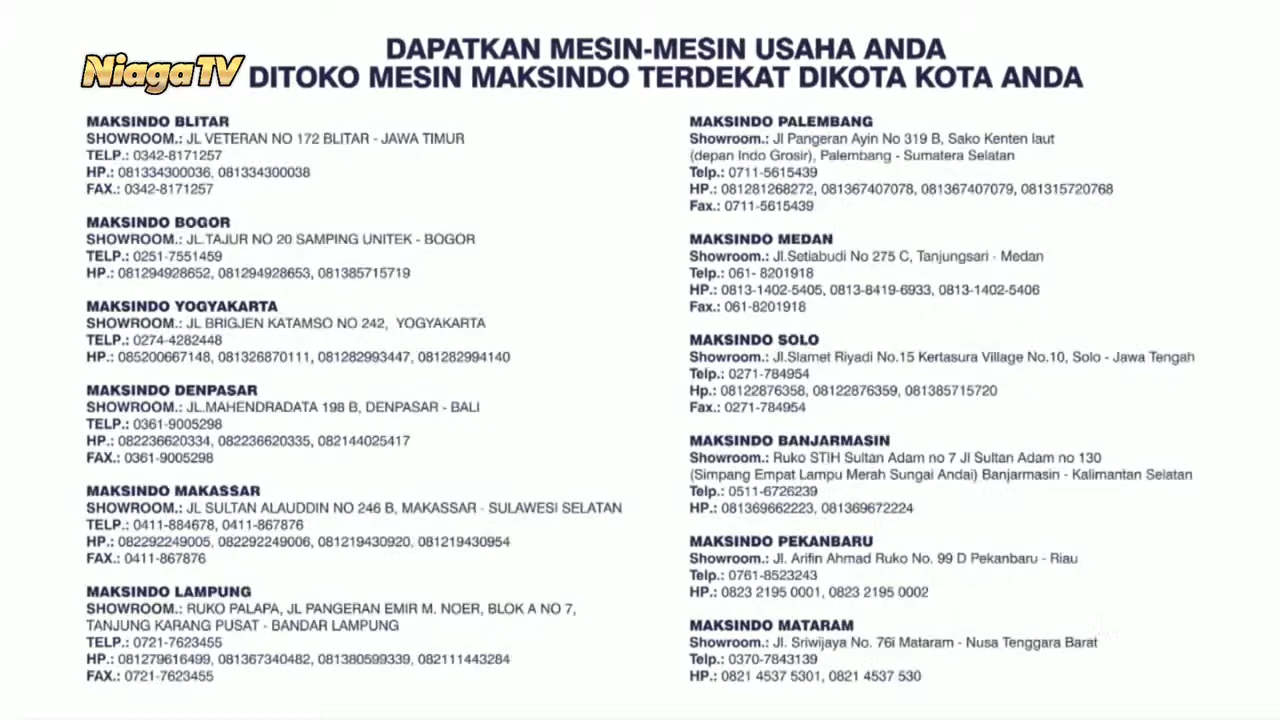 NiagaTV
DAPATKAN MESIN-MESIN USAHA ANDA
DITOKO MESIN MAKSINDO TERDEKAT DIKOTA KOTA ANDA
MAKSINDO BLITAR
SHOWROOM.: JL VETERAN NO 172 BLITAR - JAWA TIMUR
TELP.: 0342-8171257
HP.: 081334300036, 081334300038
FAX.: 0342-8171257
MAKSINDO BOGOR
SHOWROOM.: JL.TAJUR NO 20 SAMPING UNITEK - BOGOR
TELP.: 0251-7551459
HP.: 081294928652, 081294928653, 081385715719
MAKSINDO YOGYAKARTA
SHOWROOM.: JL BRIGJEN KATAMSO NO 242, YOGYAKARTA
TELP.: 0274-4282448
HP.: 085200667148, 081326870111, 081282993447, 081282994140
MAKSINDO DENPASAR
SHOWROOM.: JL.MAHENDRADATA 198 B, DENPASAR - BALI
TELP.: 0361-9005298
HP.: 082236620334, 082236620335, 082144025417
FAX.: 0361-9005298
MAKSINDO MAKASSAR
SHOWROOM.: JL SULTAN ALAUDDIN NO 246 B, MAKASSAR - SULAWESI SELATAN
TELP.: 0411-884678, 0411-867876
HP.: 082292249005, 082292249006, 081219430920, 081219430954
FAX.: 0411-867876
MAKSINDO LAMPUNG
SHOWROOM.: RUKO PALAPA, JL PANGERAN EMIR M. NOER, BLOK A NO 7,
TANJUNG KARANG PUSAT - BANDAR LAMPUNG
TELP.: 0721-7623455
HP.: 081279616499, 081367340482, 081380599339, 082111443284
FAX.: 0721-7623455
MAKSINDO PALEMBANG
Showroom.: Jl Pangeran Ayin No 319 B, Sako Kenten laut
(depan Indo Grosir), Palembang - Sumatera Selatan
Telp.: 0711-5615439
HP.: 081281268272, 081367407078, 081367407079, 081315720768
Fax.: 0711-5615439
MAKSINDO MEDAN
Showroom.: Jl.Setiabudi No 275 C, Tanjungsari - Medan
Telp.: 061- 8201918
HP.: 0813-1402-5405, 0813-8419-6933, 0813-1402-5406
Fax.: 061-8201918
MAKSINDO SOLO
Showroom.: Jl.Slamet Riyadi No.15 Kertasura Village No.10, Solo - Jawa Tengah
Telp.: 0271-784954
Hp.: 08122876358, 08122876359, 081385715720
Fax.: 0271-784954
MAKSINDO BANJARMASIN
Showroom.: Ruko STIH Sultan Adam no 7 Jl Sultan Adam no 130
(Simpang Empat Lampu Merah Sungai Andai) Banjarmasin - Kalimantan Selatan
Telp.: 0511-6726239
HP.: 081369662223, 081369672224
MAKSINDO PEKANBARU
Showroom.: Jl. Arifin Ahmad Ruko No. 99 D Pekanbaru - Riau
Telp.: 0761-8523243
HP.: 0823 2195 0001, 0823 2195 0002
MAKSINDO MATARAM
Showroom.: Jl. Sriwijaya No. 76i Mataram - Nusa Tenggara Barat
Telp.: 0370-7843139
HP.: 0821 4537 5301, 0821 4537 530